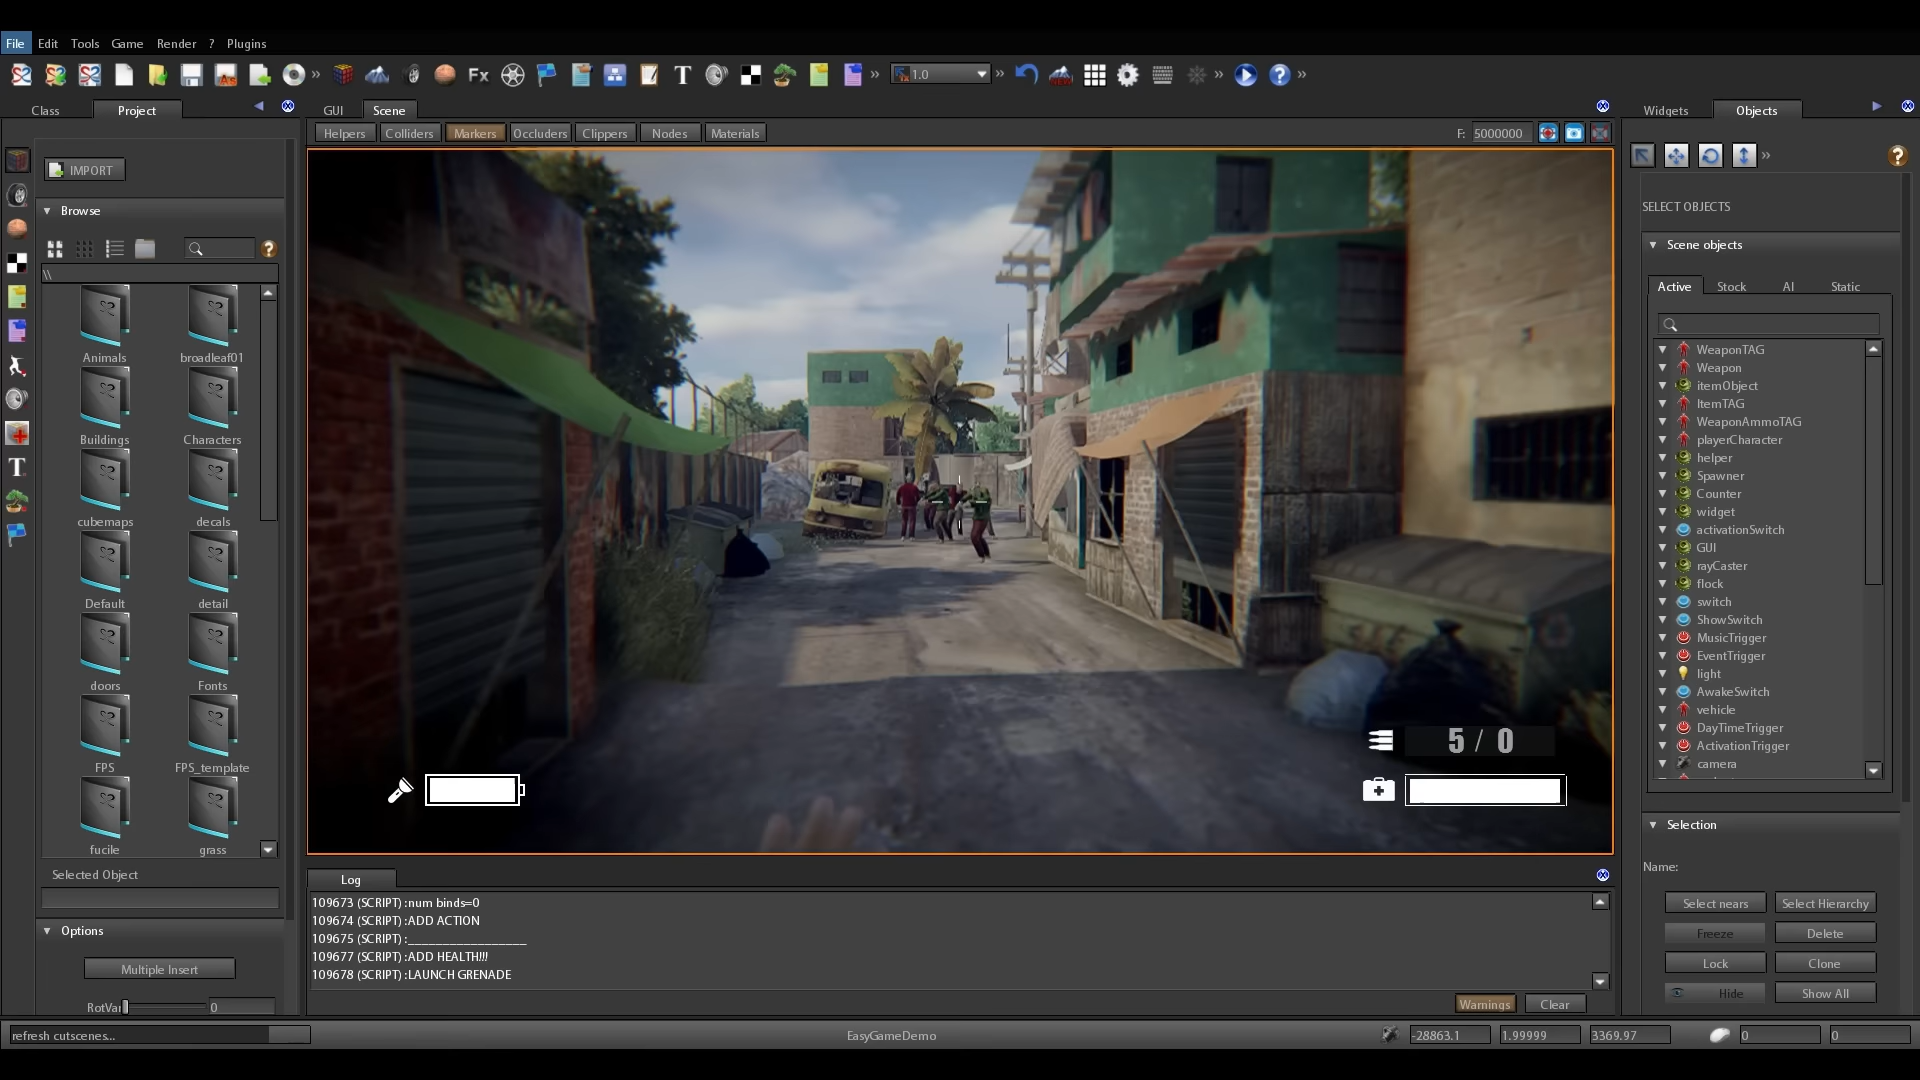 File Edit Tools Game Render ? Plugins
Fx T 1.0 ?
Class Project
GUI Scene
Widgets Objects
Helpers Colliders Markers Occluders Clippers Nodes Materials
F: 5000000
IMPORT
Browse
\\
Animals broadleaf01
Buildings Characters
cubemaps decals
Default detail
doors Fonts
FPS FPS_template
fucile grass
Selected Object
Options
Multiple Insert
RotVar 0
5 / 0
Log
109673 (SCRIPT) :num binds=0
109674 (SCRIPT) :ADD ACTION
109675 (SCRIPT) :___________________
109677 (SCRIPT) :ADD HEALTH!!!
109678 (SCRIPT) :LAUNCH GRENADE
Warnings Clear
SELECT OBJECTS
Scene objects
Active Stock AI Static
WeaponTAG
Weapon
itemObject
ItemTAG
WeaponAmmoTAG
playerCharacter
helper
Spawner
Counter
widget
activationSwitch
GUI
rayCaster
flock
switch
ShowSwitch
MusicTrigger
EventTrigger
light
AwakeSwitch
vehicle
DayTimeTrigger
ActivationTrigger
camera
Selection
Name:
Select nears Select Hierarchy
Freeze Delete
Lock Clone
Hide Show All
refresh cutscenes...
EasyGameDemo
-28863.1 1.99999 3369.97 0 0